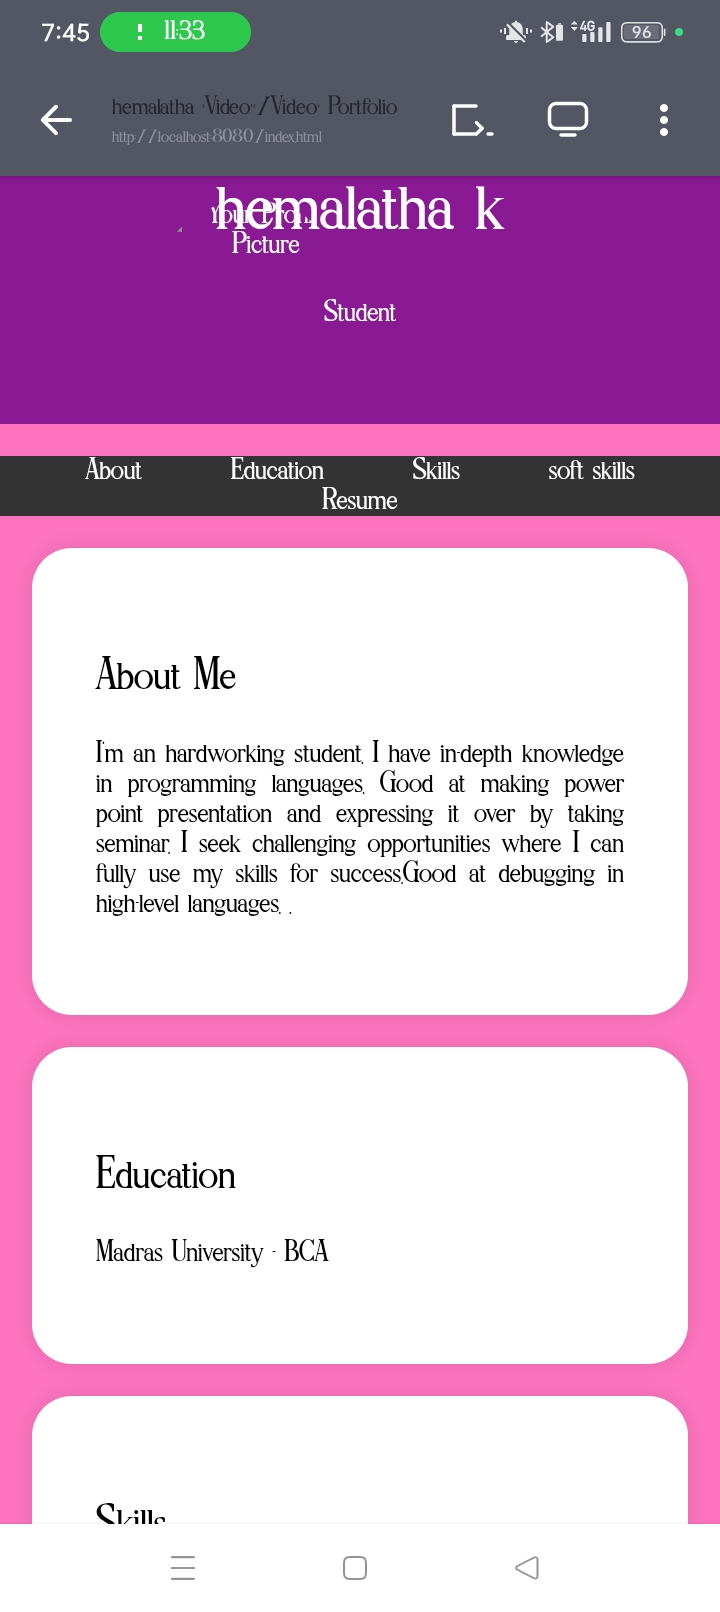 7:45
! 11:33
4G
96
hemalatha "Video"/"Video" Portfolio
http://localhost:8080/index.html
hemalatha k
Your
Picture
Student
About Education Skills soft skills
Resume
About Me
I'm an hardworking student, I have in-depth knowledge
in programming languages, Good at making power
point presentation and expressing it over by taking
seminar, I seek challenging opportunities where I can
fully use my skills for success,Good at debugging in
high-level languages, .
Education
Madras University - BCA
Skills